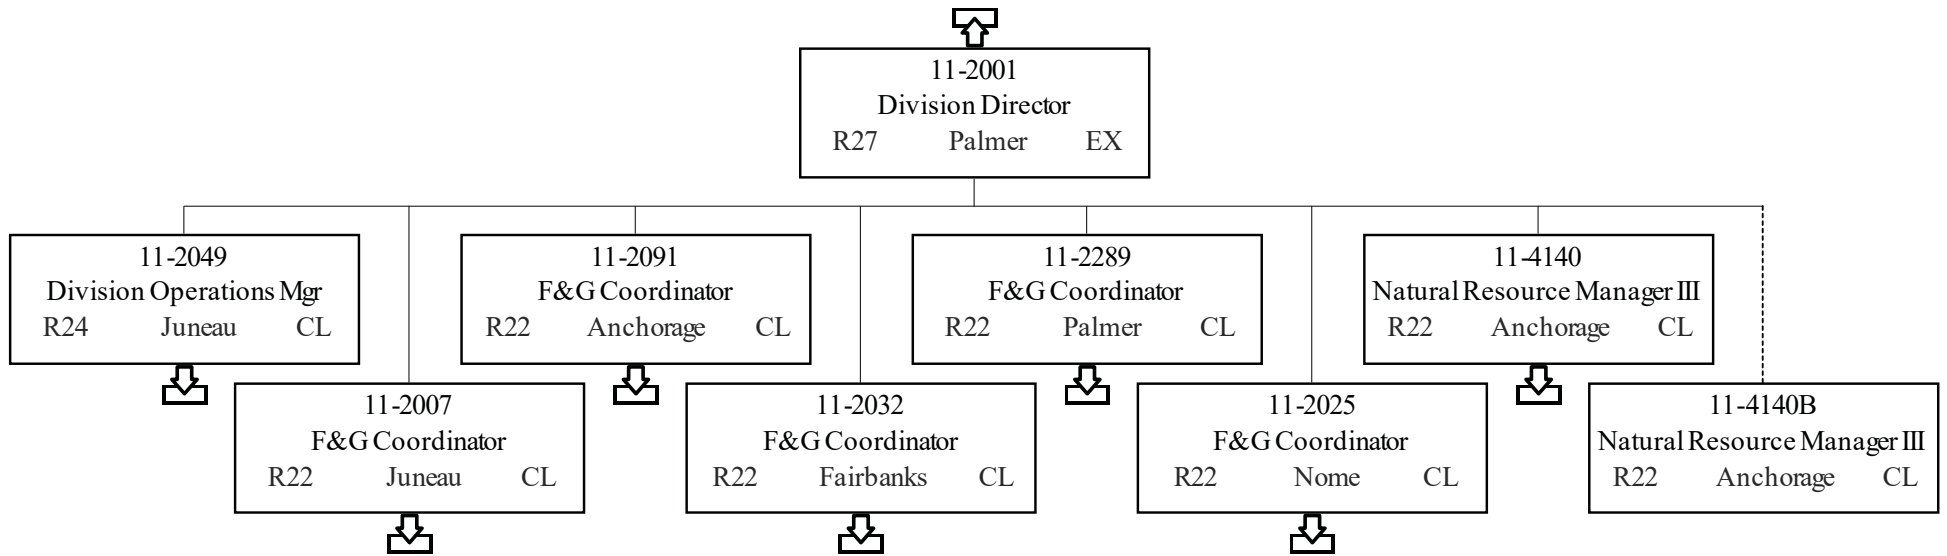 11-2001
Division Director
R27 Palmer EX
11-2049
Division Operations Mgr
R24 Juneau CL
11-2091
F&G Coordinator
R22 Anchorage CL
11-2289
F&G Coordinator
R22 Palmer CL
11-4140
Natural Resource Manager III
R22 Anchorage CL
11-2007
F&G Coordinator
R22 Juneau CL
11-2032
F&G Coordinator
R22 Fairbanks CL
11-2025
F&G Coordinator
R22 Nome CL
11-4140B
Natural Resource Manager III
R22 Anchorage CL